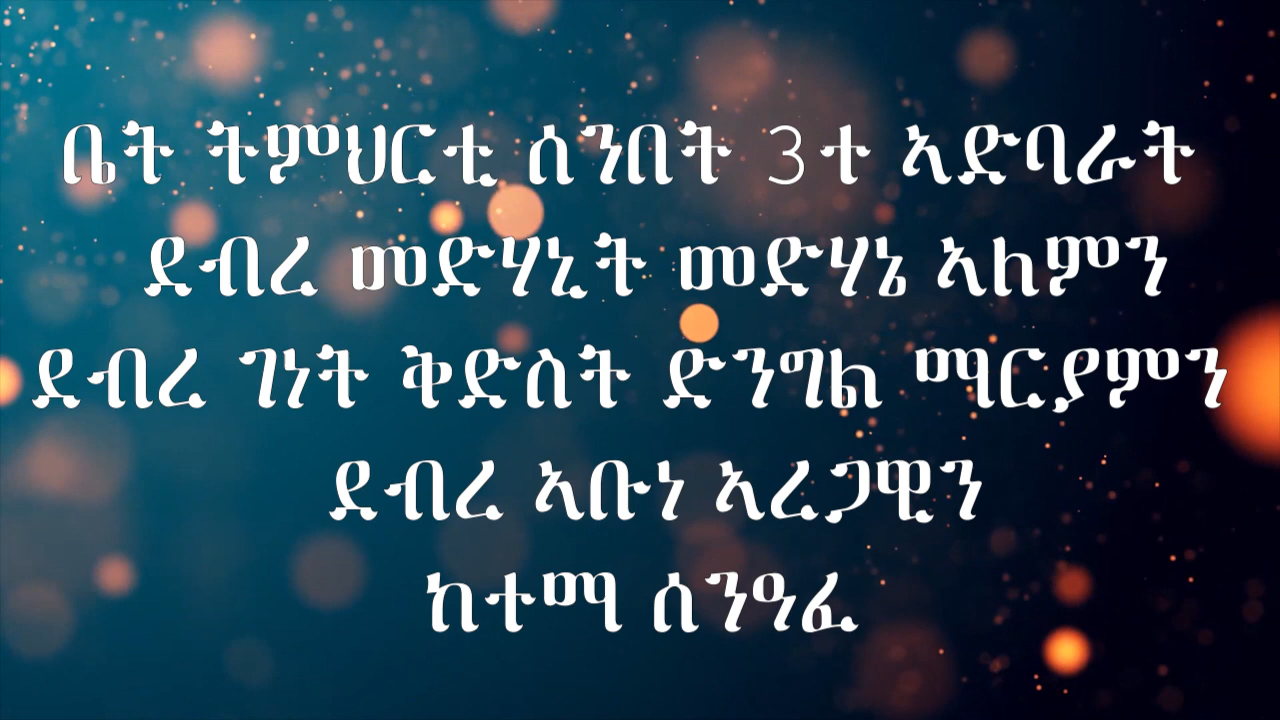 ቤት ትምህርቲ ሰንበት 3ተ ኣድባራት
ደብረ መድሃኒት መድሃኔ ኣለምን
ደብረ ገነት ቅድስት ድንግል ማርያምን
ደብረ ኣቡነ ኣረጋዊን
ከተማ ሰንዓፈ